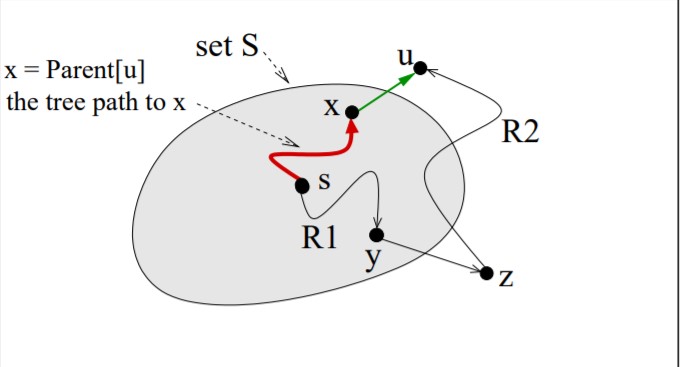 set S
u
x = Parent[u]
the tree path to x
x
R2
s
R1
y
z